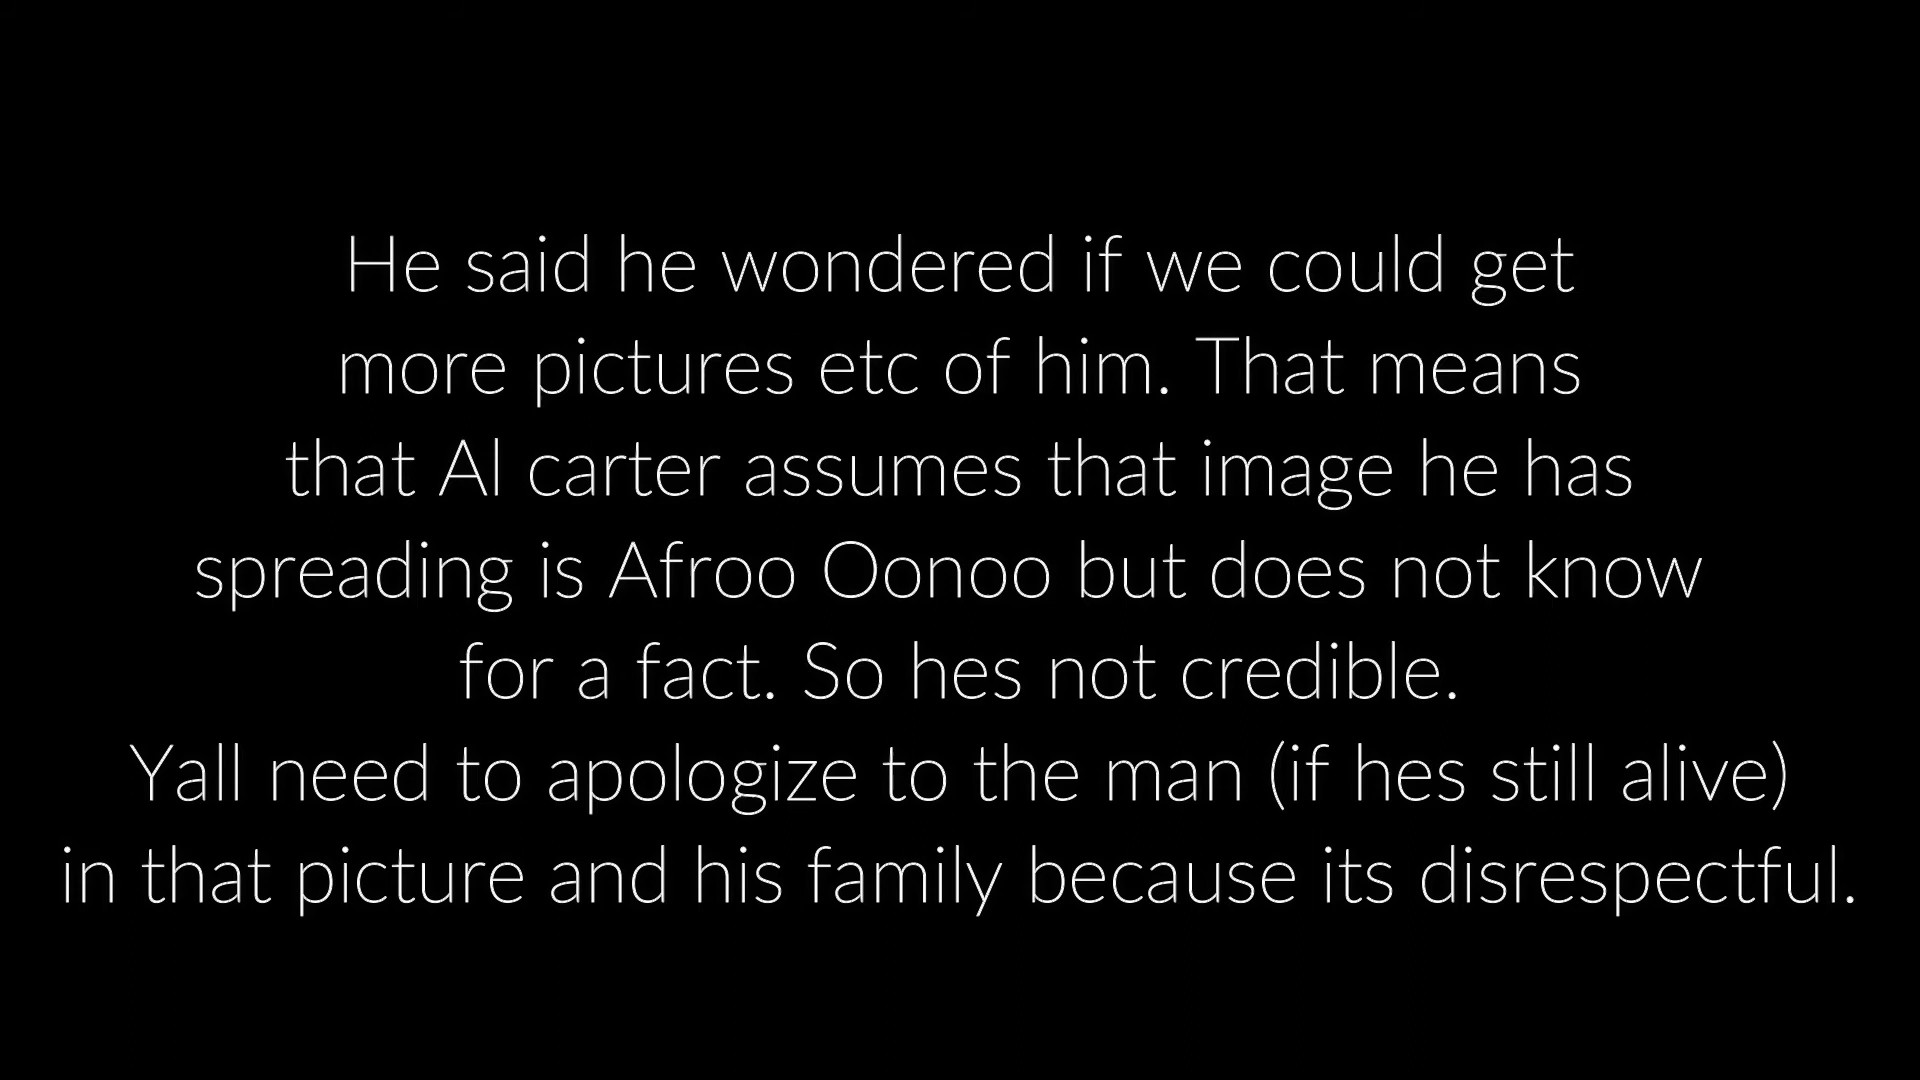 He said he wondered if we could get
more pictures etc of him. That means
that Al carter assumes that image he has
spreading is Afroo Oonoo but does not know
for a fact. So hes not credible.
Yall need to apologize to the man (if hes still alive)
in that picture and his family because its disrespectful.